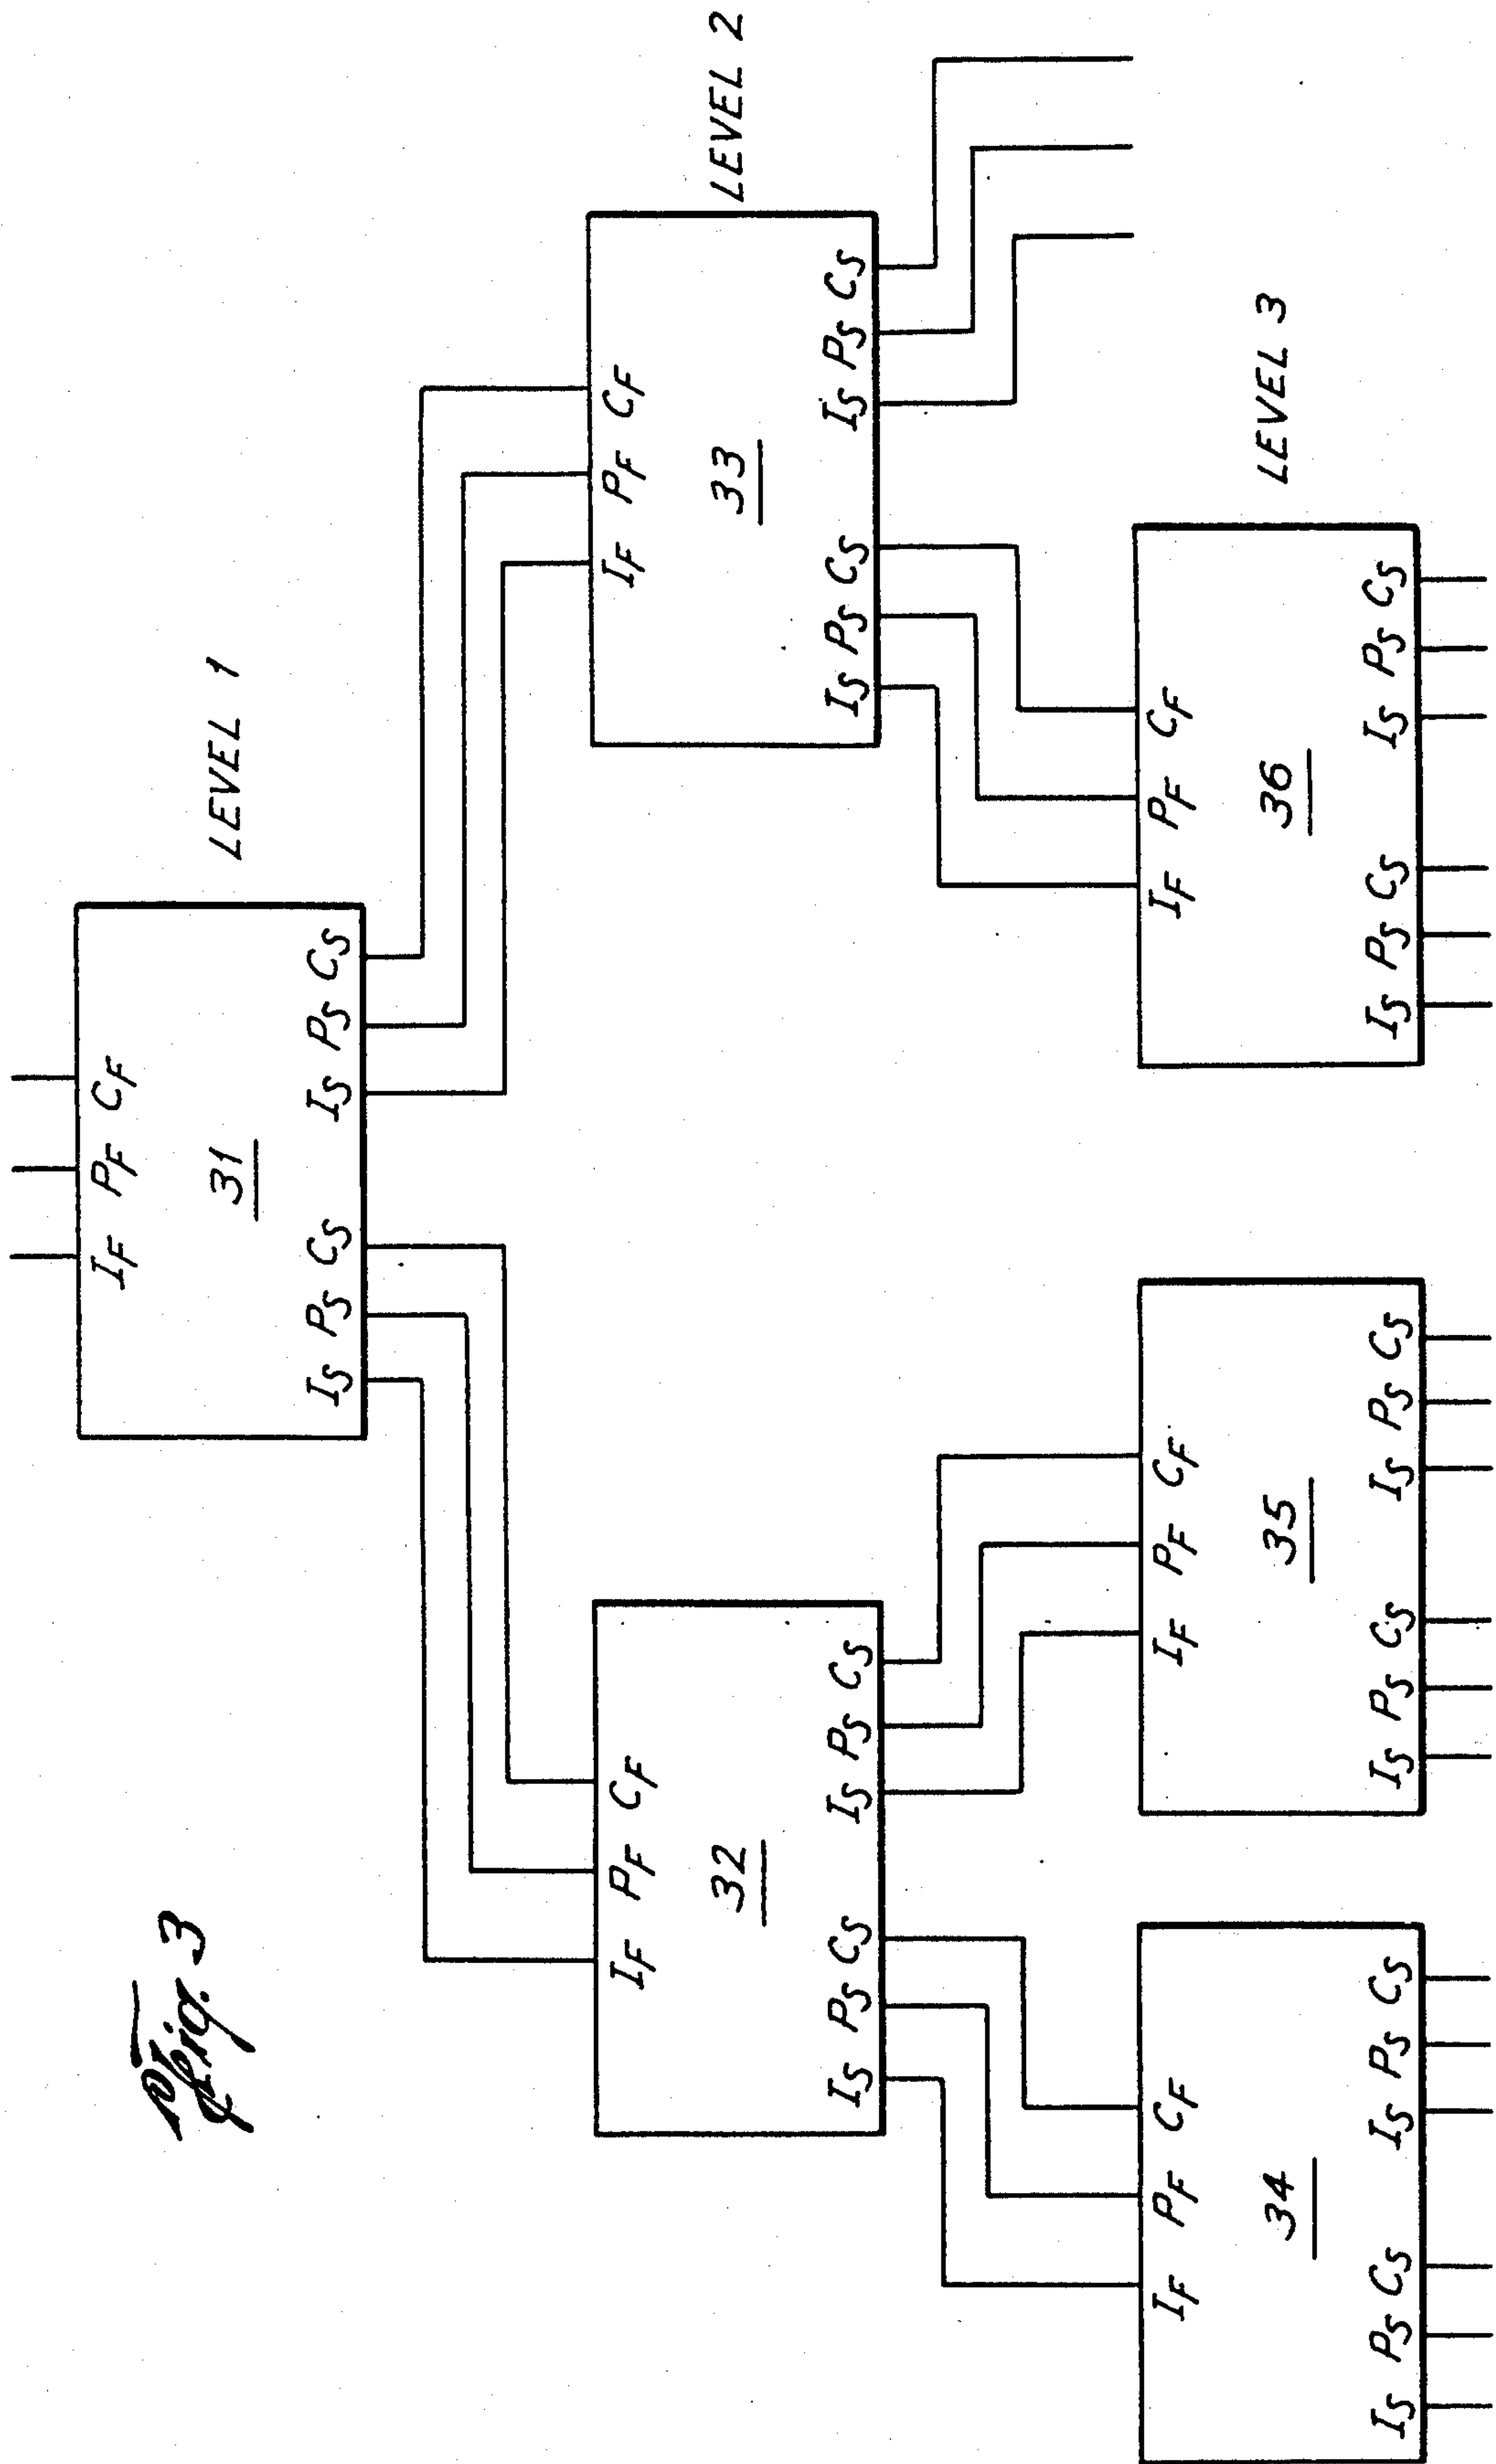 Fig. 3
IF PF CF
31
IS PS CS IS PS CS
LEVEL 1
IF PF CF
32
IS PS CS IS PS CS
IF PF CF
33
IS PS CS IS PS CS
LEVEL 2
IF PF CF
34
IS PS CS IS PS CS
IF PF CF
35
IS PS CS IS PS CS
IF PF CF
36
IS PS CS IS PS CS
LEVEL 3